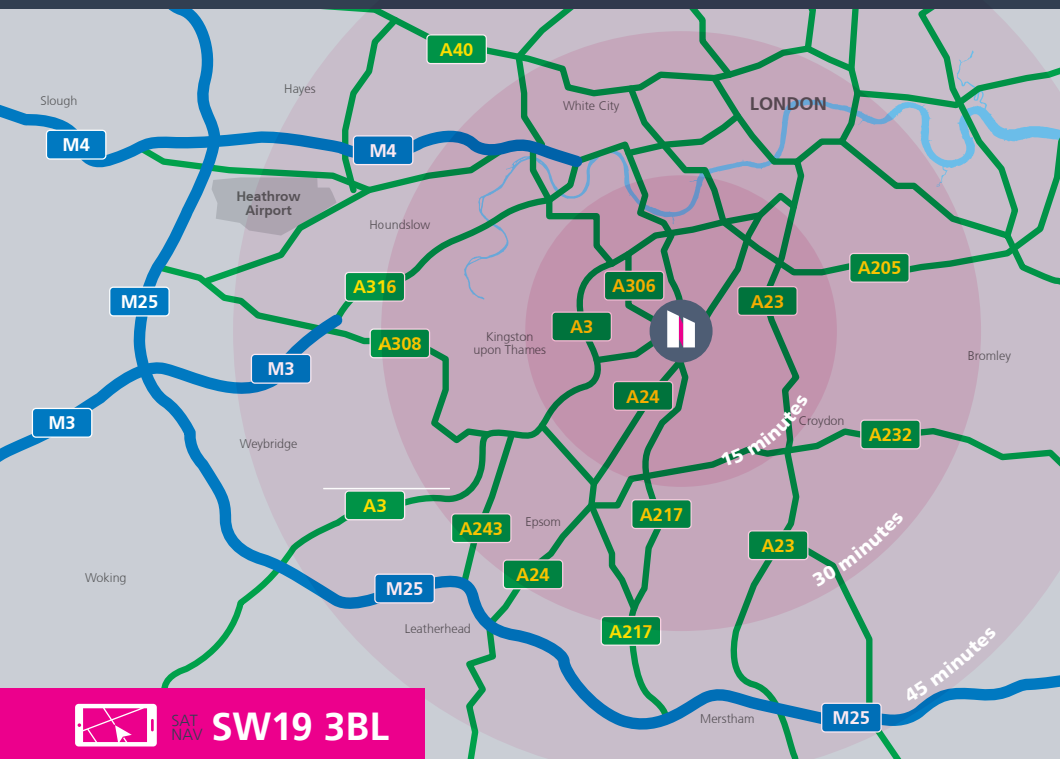 A40
Hayes
Slough
White City
LONDON
M4
M4
Heathrow
Airport
Houndslow
A205
A316
A306
M25
A23
A3
A308
Kingston
upon Thames
Bromley
M3
A24
M3
15 minutes
Croydon
A232
Weybridge
A3
A217
Epsom
A243
A23
30 minutes
Woking
A24
M25
Leatherhead
A217
45 minutes
Merstham
M25
SAT
NAV
SW19 3BL